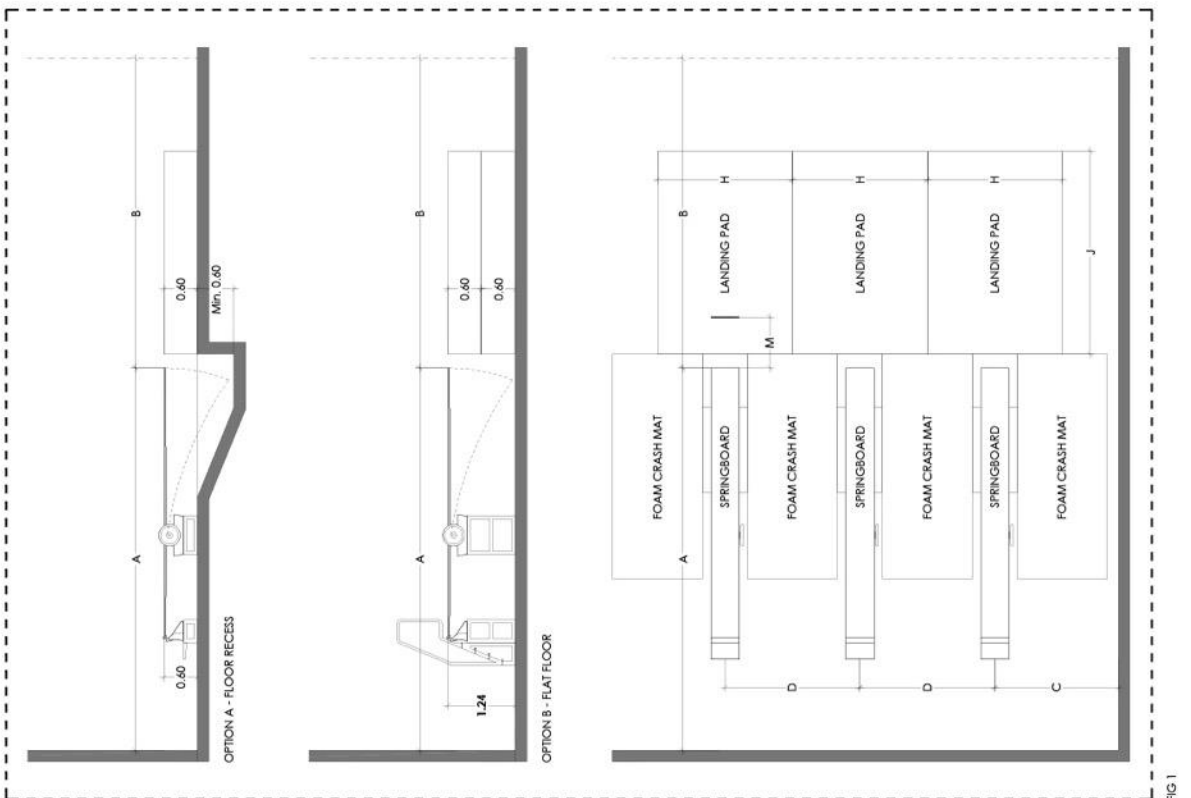 A
B
0.60
0.60
Min. 0.60
OPTION A - FLOOR RECESS
A
B
1.24
0.60
0.60
OPTION B - FLAT FLOOR
A
B
FOAM CRASH MAT
SPRINGBOARD
M
H
LANDING PAD
D
FOAM CRASH MAT
SPRINGBOARD
H
LANDING PAD
D
FOAM CRASH MAT
SPRINGBOARD
H
LANDING PAD
C
FOAM CRASH MAT
J
FIG 1